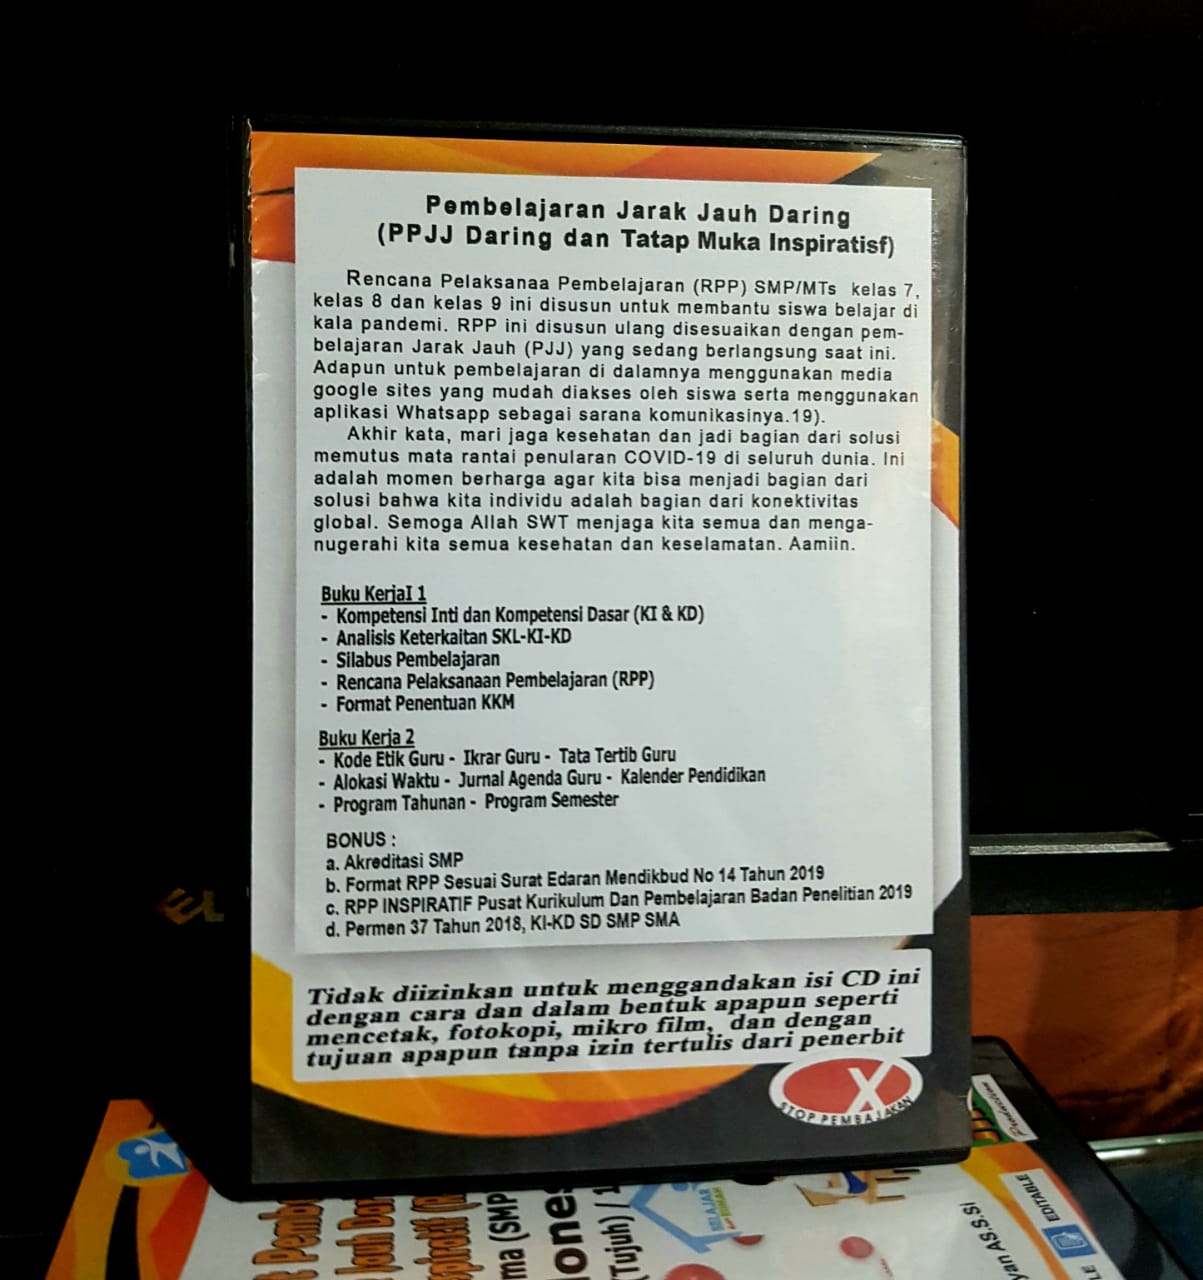 Pembelajaran Jarak Jauh Daring
(PPJJ Daring dan Tatap Muka Inspiratisf)
Rencana Pelaksanaa Pembelajaran (RPP) SMP/MTs kelas 7,
kelas 8 dan kelas 9 ini disusun untuk membantu siswa belajar di
kala pandemi. RPP ini disusun ulang disesuaikan dengan pem-
belajaran Jarak Jauh (PJJ) yang sedang berlangsung saat ini.
Adapun untuk pembelajaran di dalamnya menggunakan media
google sites yang mudah diakses oleh siswa serta menggunakan
aplikasi Whatsapp sebagai sarana komunikasinya.19).
Akhir kata, mari jaga kesehatan dan jadi bagian dari solusi
memutus mata rantai penularan COVID-19 di seluruh dunia. Ini
adalah momen berharga agar kita bisa menjadi bagian dari
solusi bahwa kita individu adalah bagian dari konektivitas
global. Semoga Allah SWT menjaga kita semua dan menga-
nugerahi kita semua kesehatan dan keselamatan. Aamiin.
Buku KerjaI 1
- Kompetensi Inti dan Kompetensi Dasar (KI & KD)
- Analisis Keterkaitan SKL-KI-KD
- Silabus Pembelajaran
- Rencana Pelaksanaan Pembelajaran (RPP)
- Format Penentuan KKM
Buku Kerja 2
- Kode Etik Guru - Ikrar Guru - Tata Tertib Guru
- Alokasi Waktu - Jurnal Agenda Guru - Kalender Pendidikan
- Program Tahunan - Program Semester
BONUS :
a. Akreditasi SMP
b. Format RPP Sesuai Surat Edaran Mendikbud No 14 Tahun 2019
c. RPP INSPIRATIF Pusat Kurikulum Dan Pembelajaran Badan Penelitian 2019
d. Permen 37 Tahun 2018, KI-KD SD SMP SMA
Tidak diizinkan untuk menggandakan isi CD ini
dengan cara dan dalam bentuk apapun seperti
mencetak, fotokopi, mikro film, dan dengan
tujuan apapun tanpa izin tertulis dari penerbit
X
STOP PEMBAJAKAN
Production
(SMP
(Tujuh) / 1
BELAJAR
EDITABLE